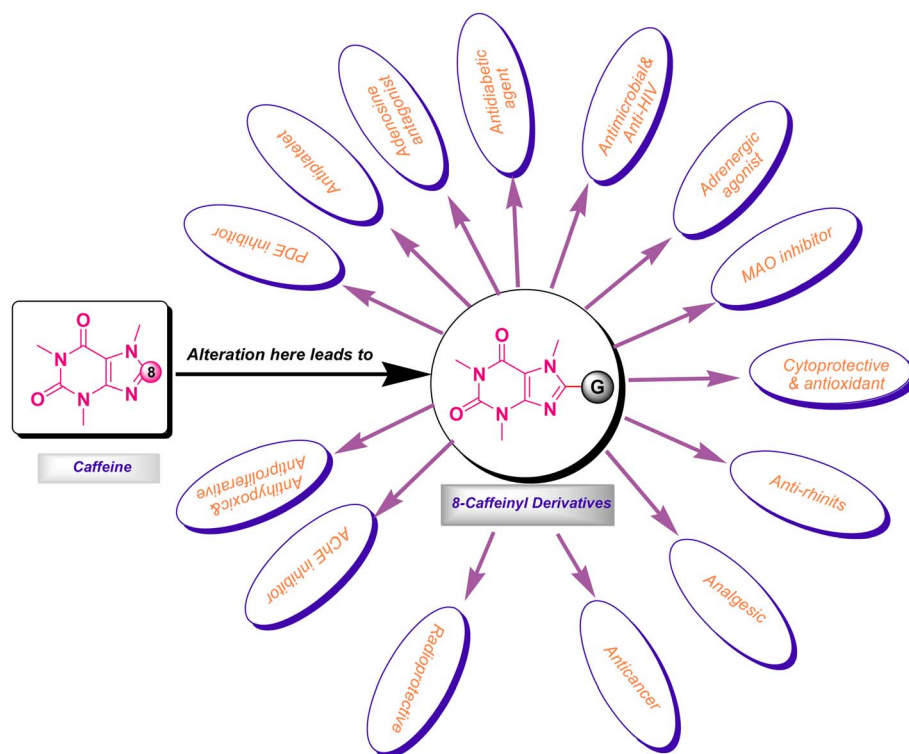 Adenosine
antagonist
Antidiabetic
agent
Antimicrobial&
Anti-HIV
Antiplatelet
Adrenergic
agonist
PDE inhibitor
MAO inhibitor
O
N
N
N
N
O
8
Caffeine
Alteration here leads to
O
N
N
N
N
O
G
8-Caffeinyl Derivatives
Cytoprotective
& antioxidant
Antihypoxic&
Antiproliferative
Anti-rhinits
AChE inhibitor
Analgesic
Radioprotective
Anticancer